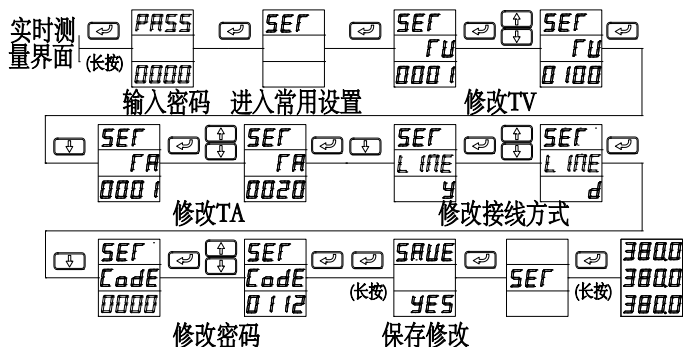 实时测
量界面
(长按)
PASS
0000
输入密码
SET
进入常用设置
SET
TU
0001
SET
TU
0100
修改TV
SET
TA
0001
SET
TA
0020
修改TA
SET
LINE
y
SET
LINE
d
修改接线方式
SET
CodE
0000
SET
CodE
0112
修改密码
(长按)
SAVE
YES
保存修改
SET
(长按)
380.0
380.0
380.0